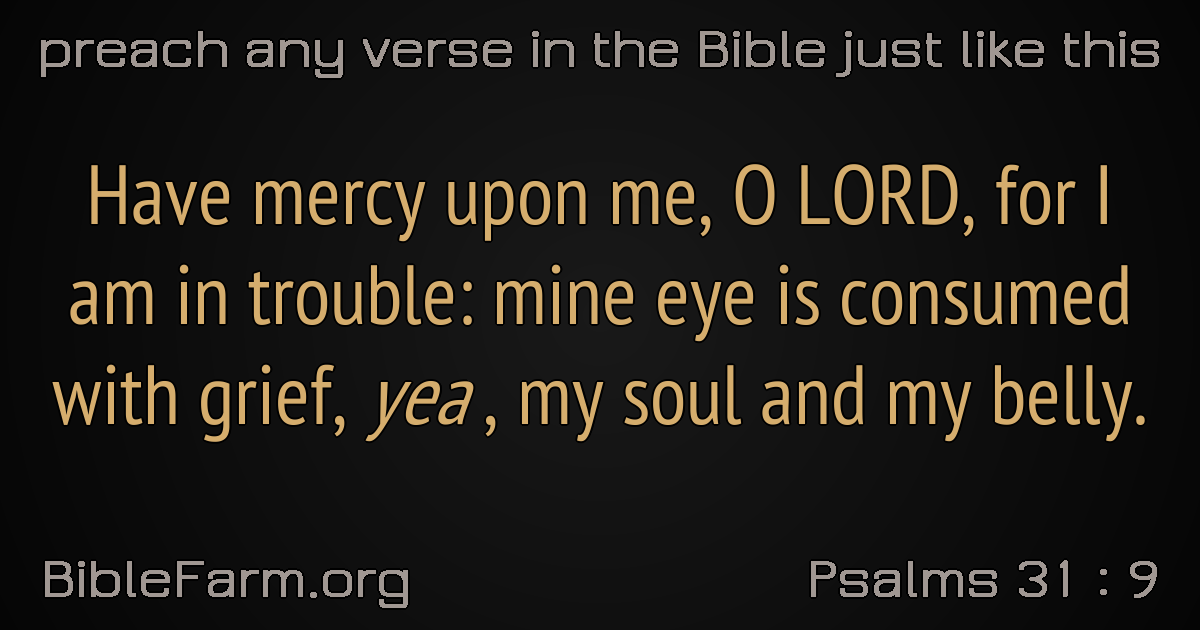 preach any verse in the Bible just like this
Have mercy upon me, O LORD, for I
am in trouble: mine eye is consumed
with grief, yea , my soul and my belly.
BibleFarm.org
Psalms 31 : 9